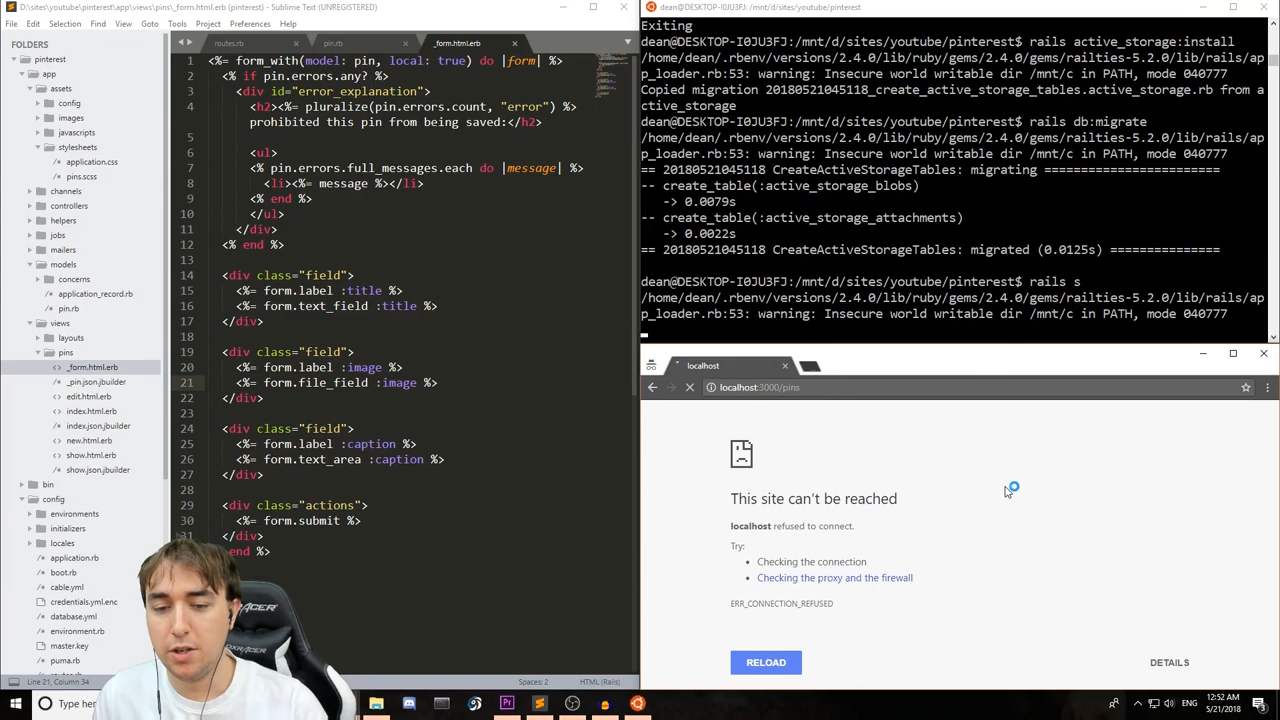 D:\sites\youtube\pinterest\app\views\pins\_form.html.erb (pinterest) - Sublime Text (UNREGISTERED)
File Edit Selection Find View Goto Tools Project Preferences Help
FOLDERS
pinterest
app
assets
config
images
javascripts
stylesheets
application.css
pins.scss
channels
controllers
helpers
jobs
mailers
models
concerns
application_record.rb
pin.rb
views
layouts
pins
_form.html.erb
_pin.json.jbuilder
edit.html.erb
index.html.erb
index.json.jbuilder
new.html.erb
show.html.erb
show.json.jbuilder
bin
config
environments
initializers
locales
application.rb
boot.rb
cable.yml
credentials.yml.enc
database.yml
environment.rb
master.key
puma.rb
routes.rb pin.rb _form.html.erb
1 <%= form_with(model: pin, local: true) do |form| %>
2 <% if pin.errors.any? %>
3 <div id="error_explanation">
4 <h2><%= pluralize(pin.errors.count, "error") %>
prohibited this pin from being saved:</h2>
5
6 <ul>
7 <% pin.errors.full_messages.each do |message| %>
8 <li><%= message %></li>
9 <% end %>
10 </ul>
11 </div>
12 <% end %>
13
14 <div class="field">
15 <%= form.label :title %>
16 <%= form.text_field :title %>
17 </div>
18
19 <div class="field">
20 <%= form.label :image %>
21 <%= form.file_field :image %>
22 </div>
23
24 <div class="field">
25 <%= form.label :caption %>
26 <%= form.text_area :caption %>
27 </div>
28
29 <div class="actions">
30 <%= form.submit %>
31 </div>
end %>
Line 21, Column 34 Spaces: 2 HTML (Rails)
dean@DESKTOP-I0JU3FJ: /mnt/d/sites/youtube/pinterest
Exiting
dean@DESKTOP-I0JU3FJ:/mnt/d/sites/youtube/pinterest$ rails active_storage:install
/home/dean/.rbenv/versions/2.4.0/lib/ruby/gems/railties-5.2.0/lib/rails/ap
p_loader.rb:53: warning: Insecure world writable dir /mnt/c in PATH, mode 040777
Copied migration 20180521045118_create_active_storage_tables.active_storage.rb from a
ctive_storage
dean@DESKTOP-I0JU3FJ:/mnt/d/sites/youtube/pinterest$ rails db:migrate
/home/dean/.rbenv/versions/2.4.0/lib/ruby/gems/railties-5.2.0/lib/rails/ap
p_loader.rb:53: warning: Insecure world writable dir /mnt/c in PATH, mode 040777
== 20180521045118 CreateActiveStorageTables: migrating ================
-- create_table(:active_storage_blobs)
-> 0.0079s
-- create_table(:active_storage_attachments)
-> 0.0022s
== 20180521045118 CreateActiveStorageTables: migrated (0.0125s) ===============
dean@DESKTOP-I0JU3FJ:/mnt/d/sites/youtube/pinterest$ rails s
/home/dean/.rbenv/versions/2.4.0/lib/ruby/gems/railties-5.2.0/lib/rails/ap
p_loader.rb:53: warning: Insecure world writable dir /mnt/c in PATH, mode 040777
localhost
localhost:3000/pins
This site can't be reached
localhost refused to connect.
Try:
Checking the connection
Checking the proxy and the firewall
ERR_CONNECTION_REFUSED
RELOAD DETAILS
Type her
ENG 12:52 AM
5/21/2018
DXRACER